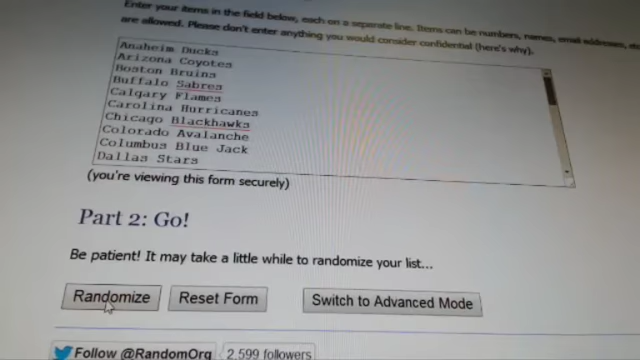 Enter your items in the field below, each on a separate line. Items can be numbers, names, email addresses,
are allowed. Please don't enter anything you would consider confidential (here's why).
Anaheim Ducks
Arizona Coyotes
Boston Bruins
Buffalo Sabres
Calgary Flames
Carolina Hurricanes
Chicago Blackhawks
Colorado Avalanche
Columbus Blue Jack
Dallas Stars
(you're viewing this form securely)
Part 2: Go!
Be patient! It may take a little while to randomize your list...
Randomize Reset Form Switch to Advanced Mode
Follow @RandomOrg 2,599 followers